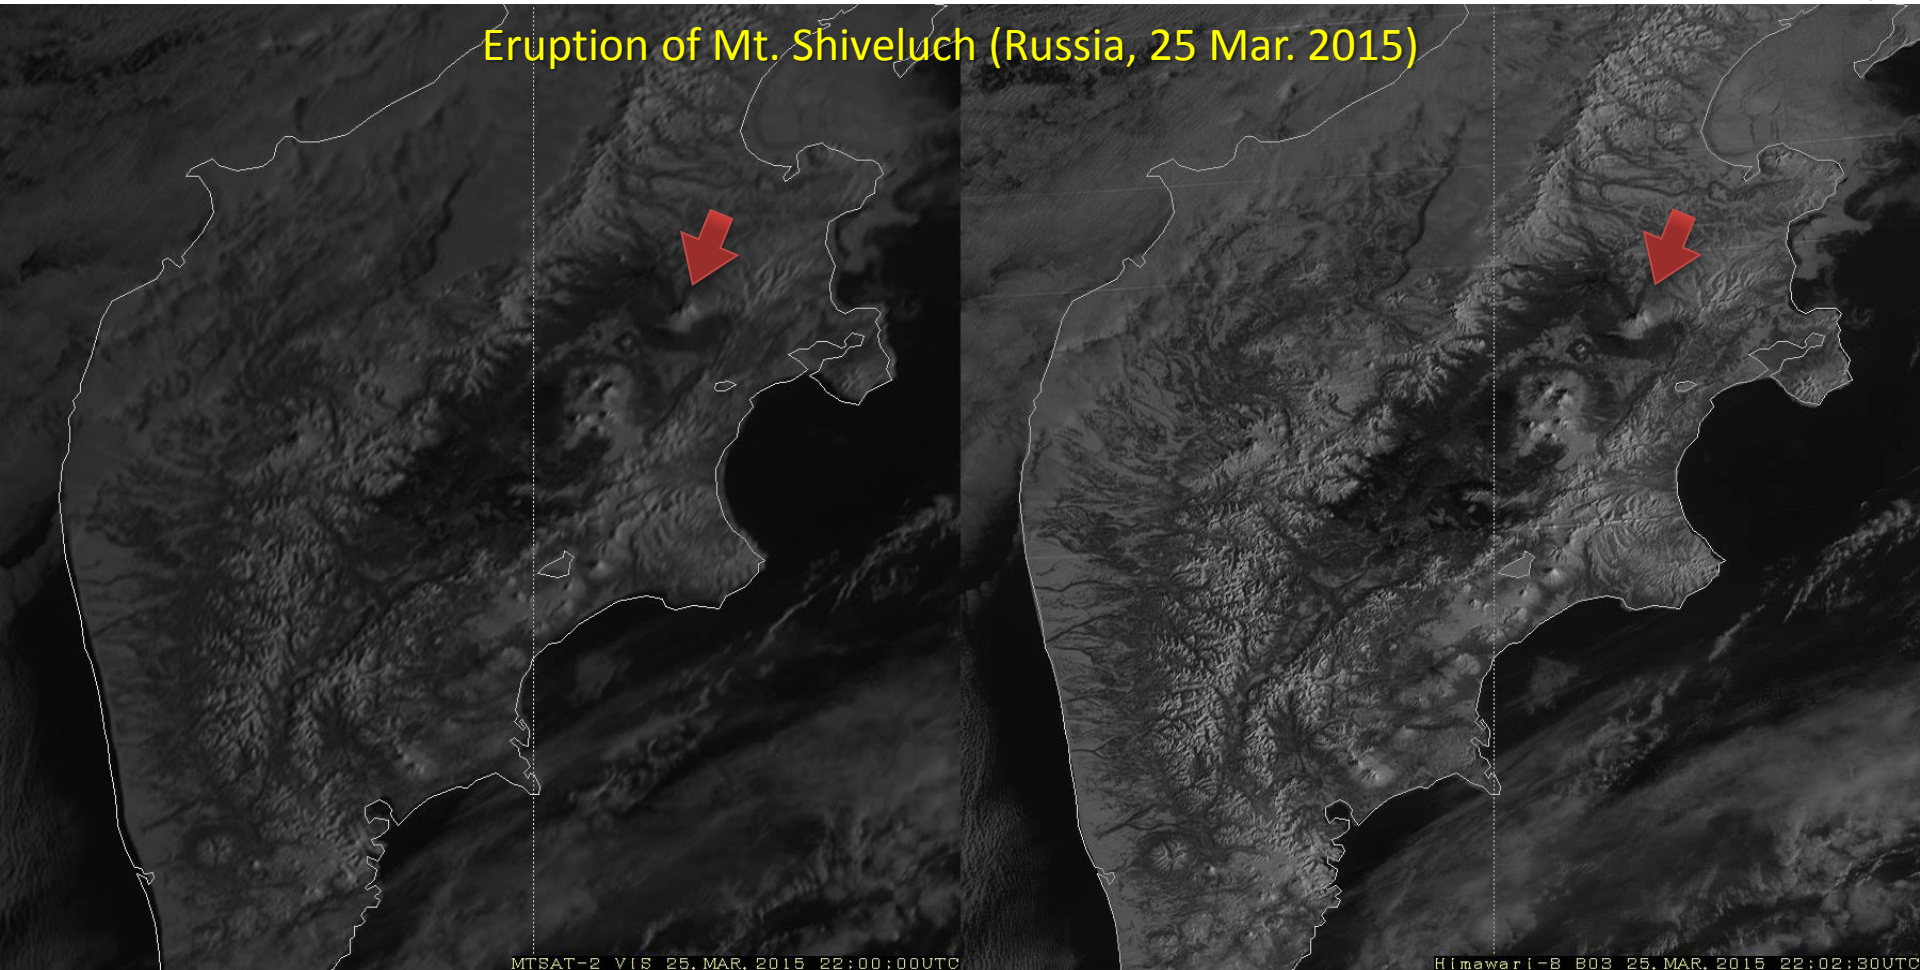 Eruption of Mt. Shiveluch (Russia, 25 Mar. 2015)
MTSAT-2 VIS 25.MAR.2015 22:00:00UTC
Himawari-8 B03 25.MAR.2015 22:02:30UTC